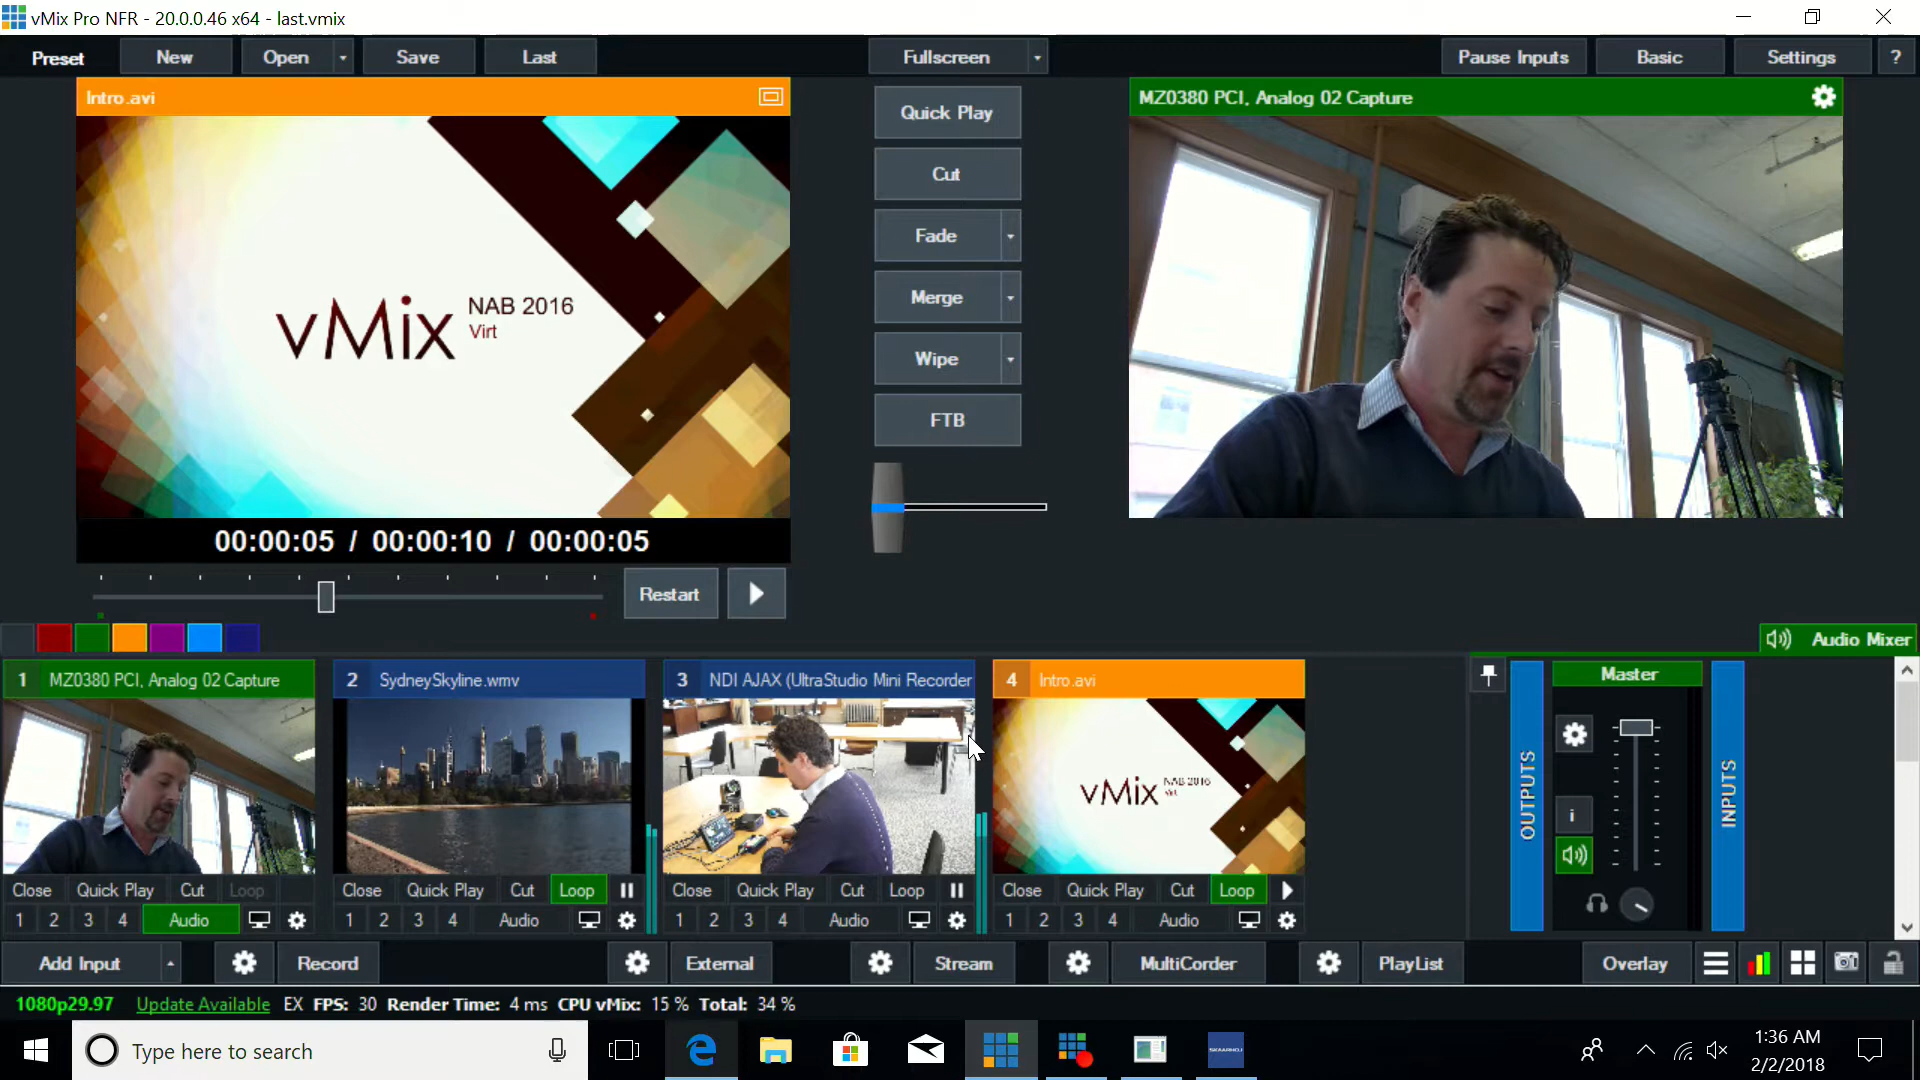 vMix Pro NFR - 20.0.0.46 x64 - last.vmix
Preset New Open Save Last Fullscreen Pause Inputs Basic Settings ?
Intro.avi
vMix NAB 2016
Virt
00:00:05 / 00:00:10 / 00:00:05
Restart
Quick Play
Cut
Fade
Merge
Wipe
FTB
MZ0380 PCI, Analog 02 Capture
Audio Mixer
1 MZ0380 PCI, Analog 02 Capture
Close Quick Play Cut Loop
1 2 3 4 Audio
2 SydneySkyline.wmv
Close Quick Play Cut Loop
1 2 3 4 Audio
3 NDI AJAX (UltraStudio Mini Recorder
Close Quick Play Cut Loop
1 2 3 4 Audio
4 Intro.avi
vMix NAB 2016
Virt
Close Quick Play Cut Loop
1 2 3 4 Audio
OUTPUTS
Master
i
INPUTS
Add Input Record External Stream MultiCorder PlayList Overlay
1080p29.97 Update Available EX FPS: 30 Render Time: 4 ms CPU vMix: 15 % Total: 34 %
Type here to search
1:36 AM
2/2/2018